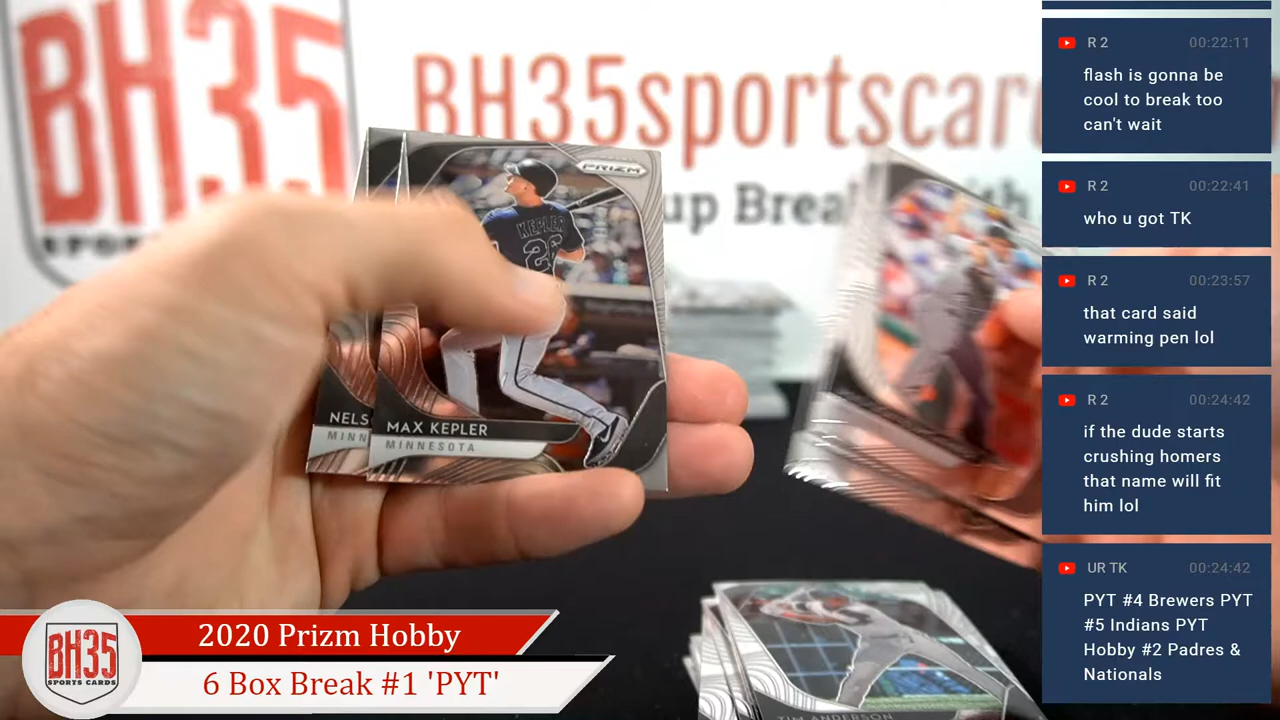 BH35
SPORTS
BH35sportscar
up Brea
with
PRIZM
KEPLER
26
NELS
MINN
MAX KEPLER
MINNESOTA
TIM ANDERSON
R 2 00:22:11
flash is gonna be
cool to break too
can't wait
R 2 00:22:41
who u got TK
R 2 00:23:57
that card said
warming pen lol
R 2 00:24:42
if the dude starts
crushing homers
that name will fit
him lol
UR TK 00:24:42
PYT #4 Brewers PYT
#5 Indians PYT
Hobby #2 Padres &
Nationals
BH35
SPORTS CARDS
2020 Prizm Hobby
6 Box Break #1 'PYT'